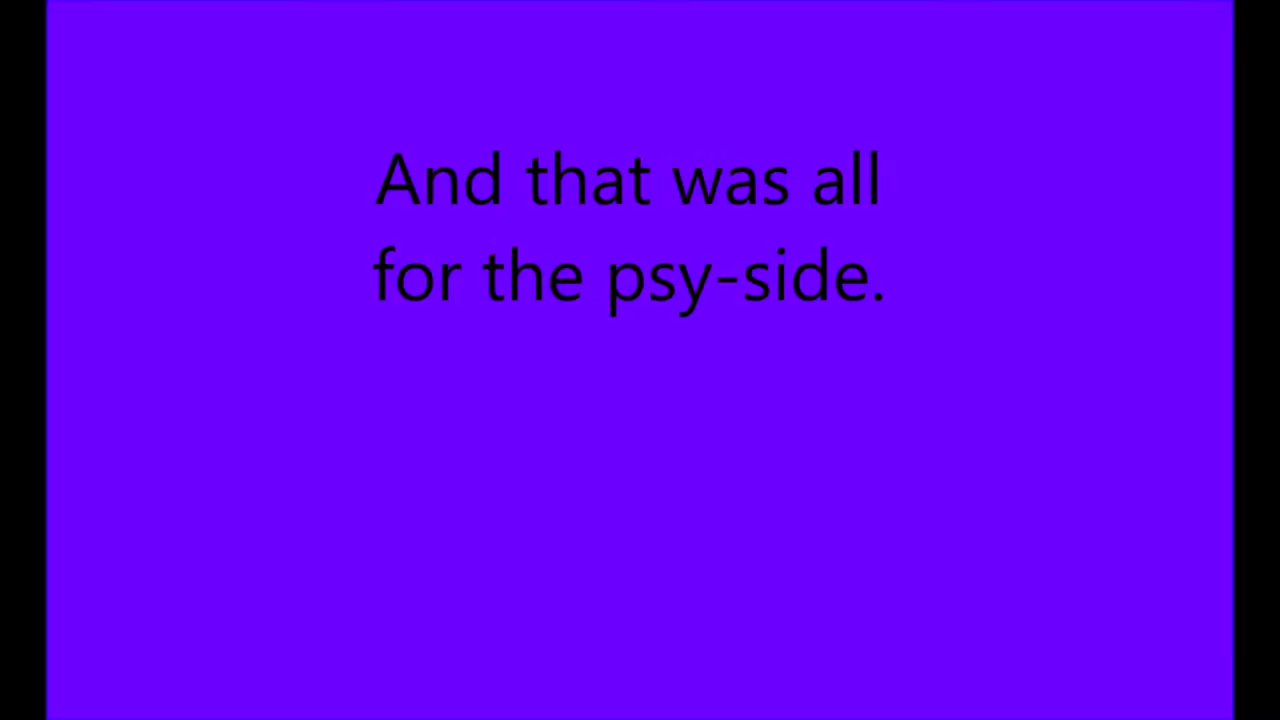 And that was all
for the psy-side.